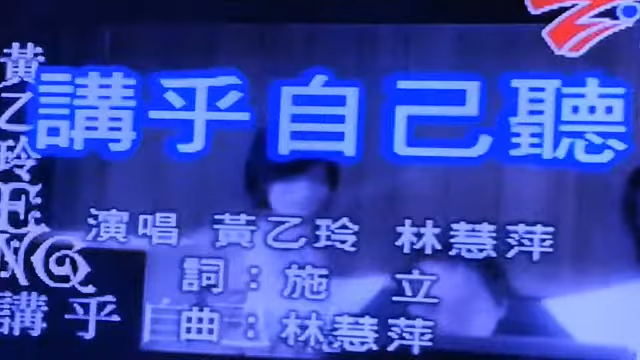 講乎自己聽
演唱 黃乙玲 林慧萍
詞：施 立
曲：林慧萍
黃乙玲
講乎自